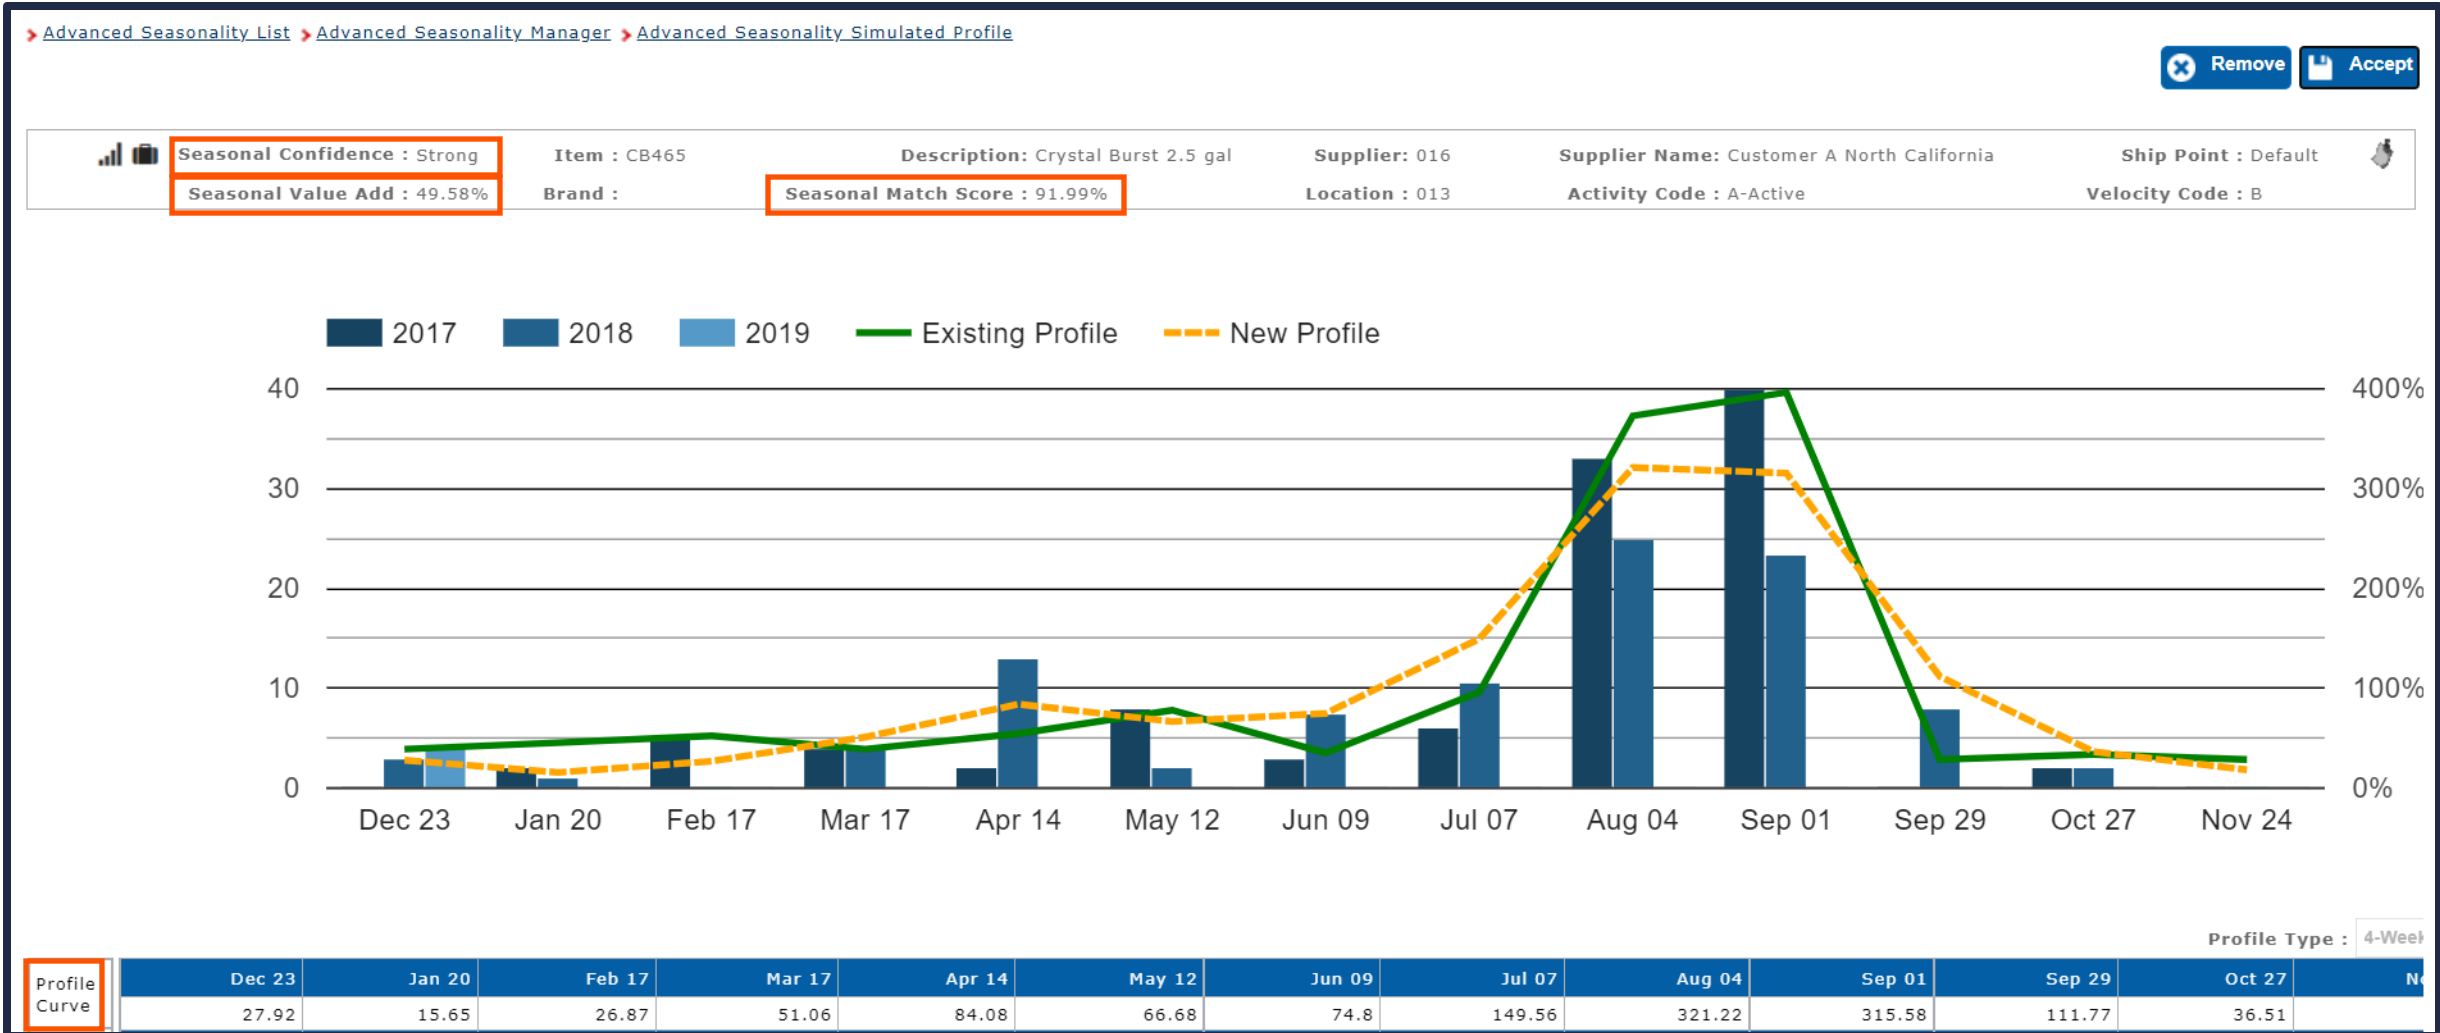 Advanced Seasonality List Advanced Seasonality Manager Advanced Seasonality Simulated Profile
Remove Accept
Seasonal Confidence : Strong Item : CB465 Description: Crystal Burst 2.5 gal Supplier: 016 Supplier Name: Customer A North California Ship Point : Default
Seasonal Value Add : 49.58% Brand : Seasonal Match Score : 91.99% Location : 013 Activity Code : A-Active Velocity Code : B
2017 2018 2019 Existing Profile New Profile
40 400%
30 300%
20 200%
10 100%
0 0%
Dec 23 Jan 20 Feb 17 Mar 17 Apr 14 May 12 Jun 09 Jul 07 Aug 04 Sep 01 Sep 29 Oct 27 Nov 24
Profile Type : 4-Week
Profile Curve
Dec 23 Jan 20 Feb 17 Mar 17 Apr 14 May 12 Jun 09 Jul 07 Aug 04 Sep 01 Sep 29 Oct 27
27.92 15.65 26.87 51.06 84.08 66.68 74.8 149.56 321.22 315.58 111.77 36.51